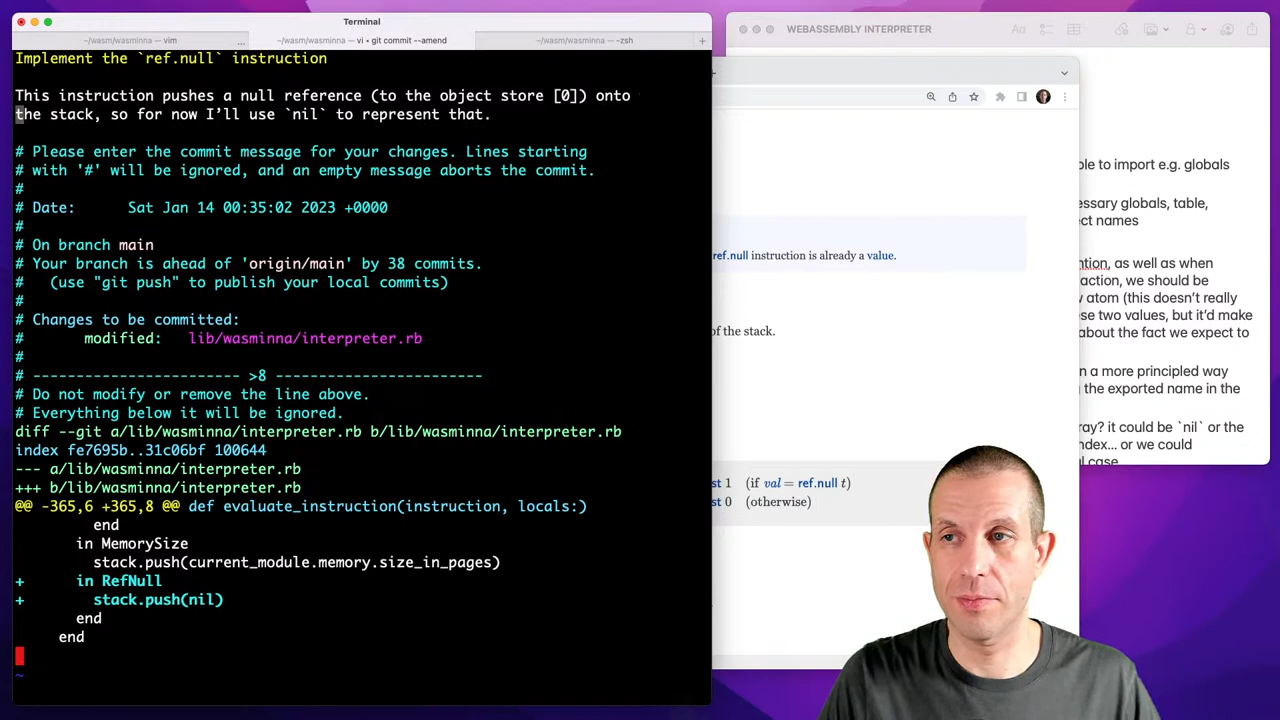 Terminal
~/wasm/wasminna — vim
...
~/wasm/wasminna — vi • git commit --amend
~/wasm/wasminna — -zsh
+
Implement the `ref.null` instruction
This instruction pushes a null reference (to the object store [0]) onto
the stack, so for now I’ll use `nil` to represent that.
# Please enter the commit message for your changes. Lines starting
# with '#' will be ignored, and an empty message aborts the commit.
#
# Date:      Sat Jan 14 00:35:02 2023 +0000
#
# On branch main
# Your branch is ahead of 'origin/main' by 38 commits.
#   (use "git push" to publish your local commits)
#
# Changes to be committed:
#       modified:   lib/wasminna/interpreter.rb
#
# ------------------------ >8 ------------------------
# Do not modify or remove the line above.
# Everything below it will be ignored.
diff --git a/lib/wasminna/interpreter.rb b/lib/wasminna/interpreter.rb
index fe7695b..31c06bf 100644
--- a/lib/wasminna/interpreter.rb
+++ b/lib/wasminna/interpreter.rb
@@ -365,6 +365,8 @@ def evaluate_instruction(instruction, locals:)
         end
       in MemorySize
         stack.push(current_module.memory.size_in_pages)
+      in RefNull
+        stack.push(nil)
       end
     end
~
ref.null instruction is already a value.
of the stack.
st 1 (if val = ref.null t)
st 0 (otherwise)
WEBASSEMBLY INTERPRETER
Aa
ble to import e.g. globals
essary globals, table,
ect names
ntion, as well as when
action, we should be
w atom (this doesn’t really
ese two values, but it’d make
about the fact we expect to
n a more principled way
g the exported name in the
ray? it could be `nil` or the
ndex... or we could
al case